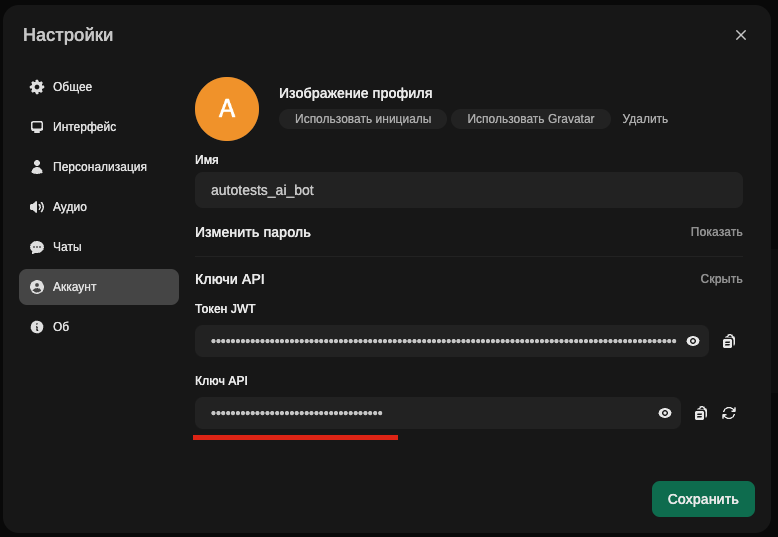 Настройки
Общее
Интерфейс
Персонализация
Аудио
Чаты
Аккаунт
Об
A
Изображение профиля
Использовать инициалы
Использовать Gravatar
Удалить
Имя
autotests_ai_bot
Изменить пароль
Показать
Ключи API
Скрыть
Токен JWT
Ключ API
Сохранить